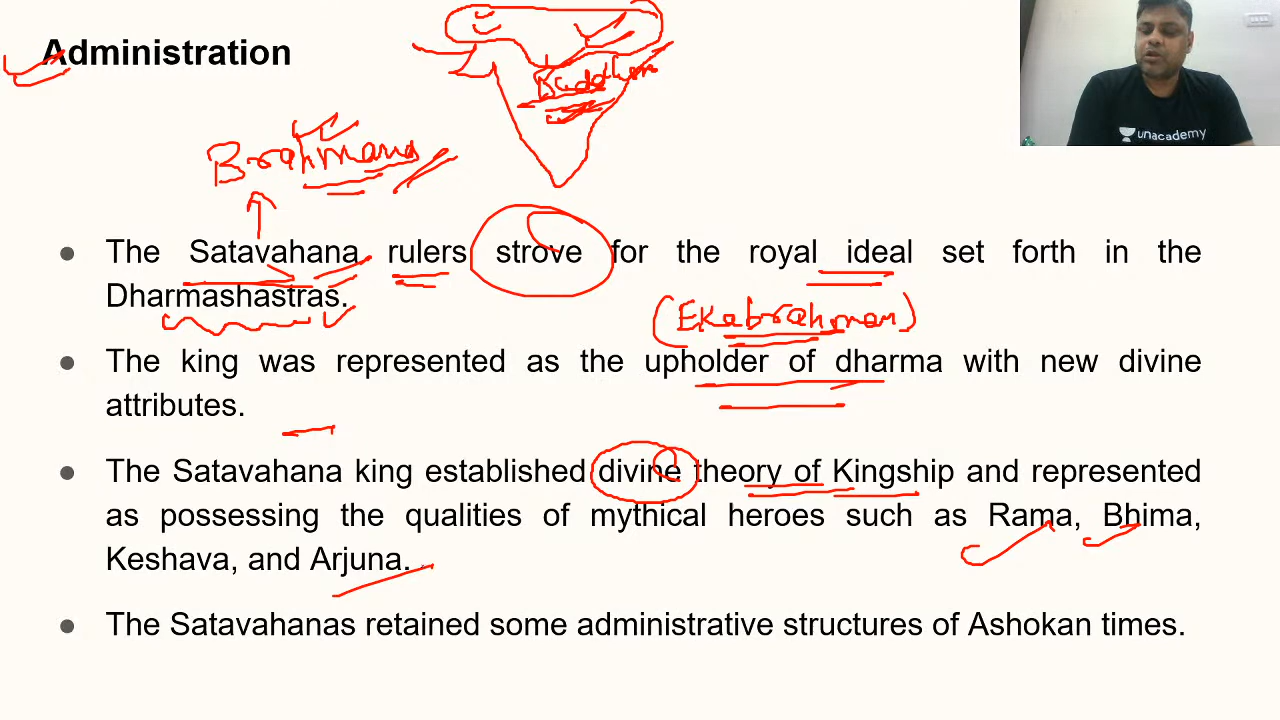 Administration
Brahmana
● The Satavahana rulers strove for the royal ideal set forth in the
Dharmashastras.
(Ekabrahman)
● The king was represented as the upholder of dharma with new divine
attributes.
● The Satavahana king established divine theory of Kingship and represented
as possessing the qualities of mythical heroes such as Rama, Bhima,
Keshava, and Arjuna.
● The Satavahanas retained some administrative structures of Ashokan times.
unacademy